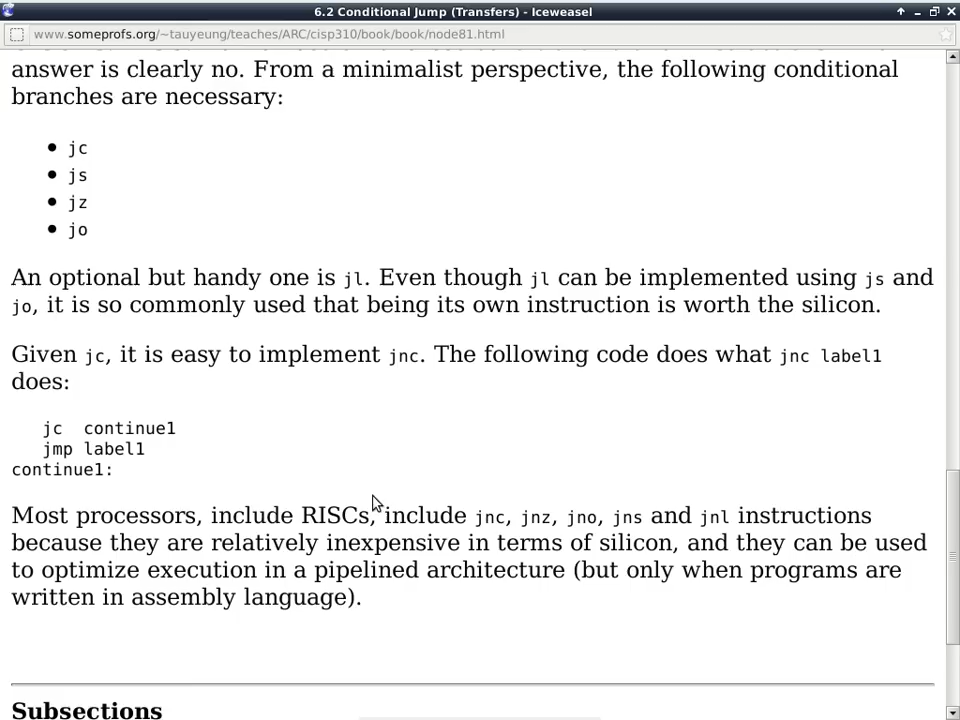 6.2 Conditional Jump (Transfers) - Iceweasel
www.someprofs.org/~tauyeung/teaches/ARC/cisp310/book/book/node81.html
answer is clearly no. From a minimalist perspective, the following conditional
branches are necessary:
• jc
• js
• jz
• jo
An optional but handy one is jl. Even though jl can be implemented using js and
jo, it is so commonly used that being its own instruction is worth the silicon.
Given jc, it is easy to implement jnc. The following code does what jnc label1
does:
jc  continue1
jmp label1
continue1:
Most processors, include RISCs, include jnc, jnz, jno, jns and jnl instructions
because they are relatively inexpensive in terms of silicon, and they can be used
to optimize execution in a pipelined architecture (but only when programs are
written in assembly language).
Subsections